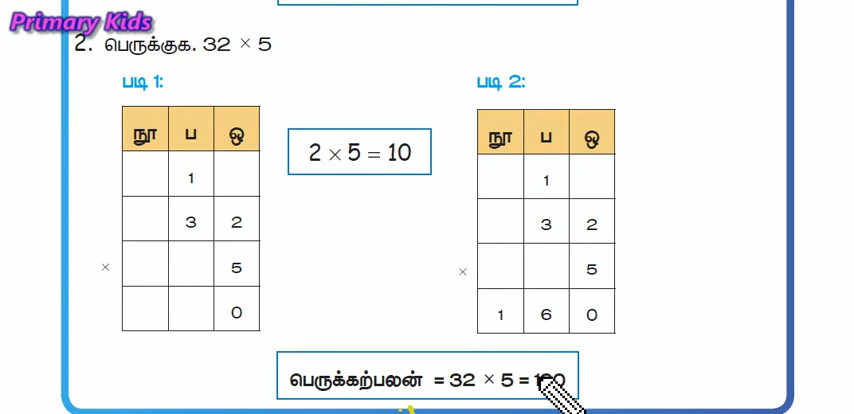 Primary Kids
2. பெருக்குக. 32 × 5
படி 1:
நூ ப ஒ
1
3 2
× 5
0
2 × 5 = 10
படி 2:
நூ ப ஒ
1
3 2
× 5
1 6 0
பெருக்கற்பலன் = 32 × 5 =